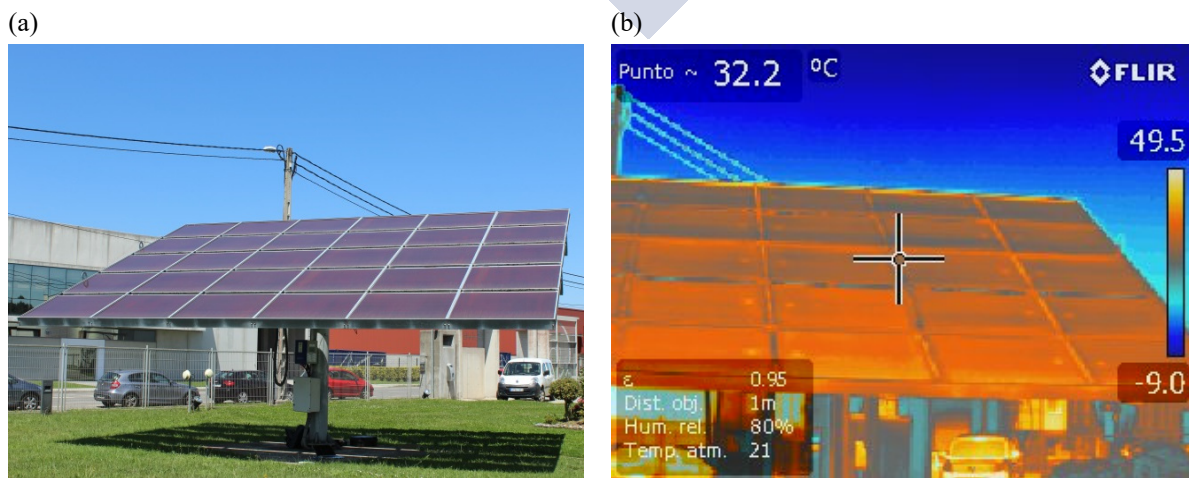 (a)
(b)
Punto ~ 32.2 ºC
FLIR
49.5
-9.0
ε 0.95
Dist. obj. 1m
Hum. rel. 80%
Temp. atm. 21